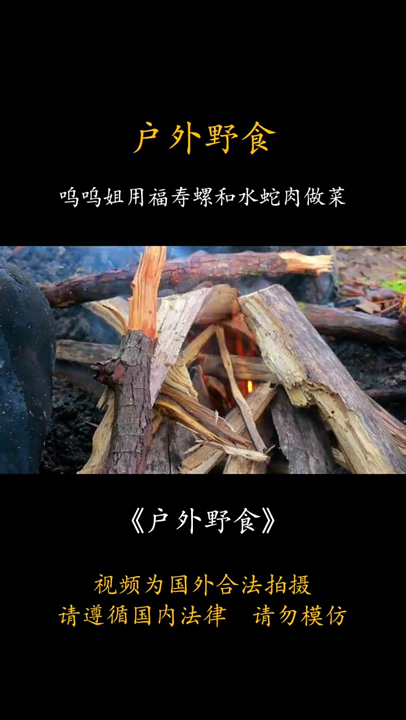 户外野食
呜呜姐用福寿螺和水蛇肉做菜
《户外野食》
视频为国外合法拍摄
请遵循国内法律 请勿模仿